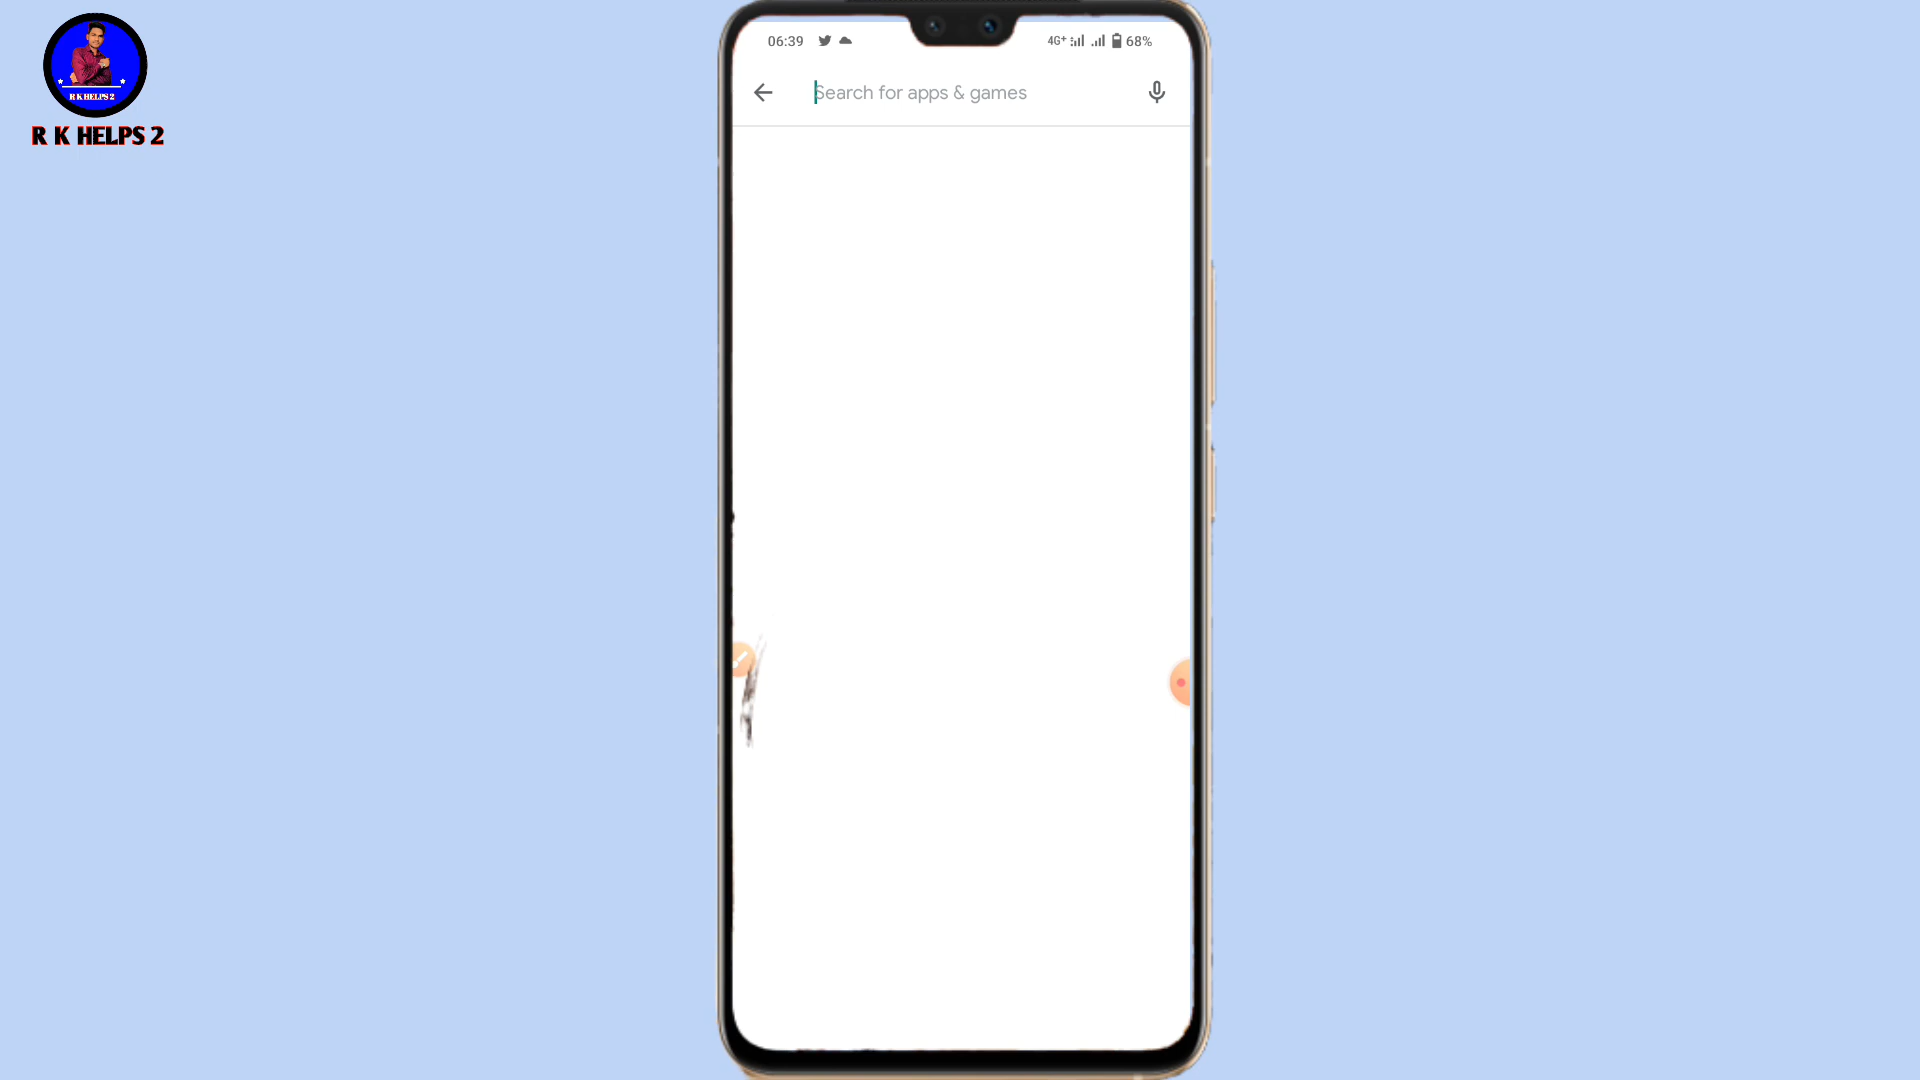 R K HELPS 2
R K HELPS 2
06:39
4G+
68%
Search for apps & games